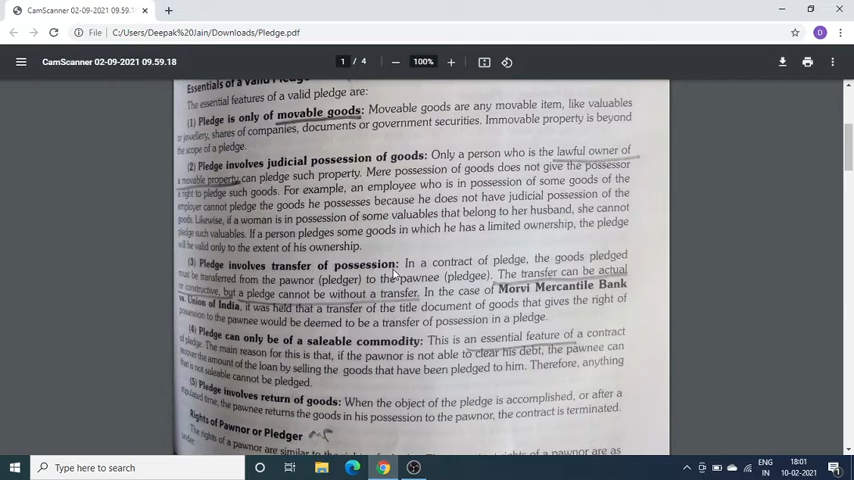 CamScanner 02-09-2021 09.59.18
File
C:/Users/Deepak%20Jain/Downloads/Pledge.pdf
D
CamScanner 02-09-2021 09.59.18
1 / 4
100%
Essentials of a Valid Pledge
The essential features of a valid pledge are:
(1) Pledge is only of movable goods: Moveable goods are any movable item, like valuables
or jewellery, shares of companies, documents or government securities. Immovable property is beyond
the scope of a pledge.
(2) Pledge involves judicial possession of goods: Only a person who is the lawful owner of
a movable property can pledge such property. Mere possession of goods does not give the possessor
a right to pledge such goods. For example, an employee who is in possession of some goods of the
employer cannot pledge the goods he possesses because he does not have judicial possession of the
goods. Likewise, if a woman is in possession of some valuables that belong to her husband, she cannot
pledge such valuables. If a person pledges some goods in which he has a limited ownership, the pledge
will be valid only to the extent of his ownership.
(3) Pledge involves transfer of possession: In a contract of pledge, the goods pledged
must be transferred from the pawnor (pledger) to the pawnee (pledgee). The transfer can be actual
or constructive, but a pledge cannot be without a transfer. In the case of Morvi Mercantile Bank
vs. Union of India, it was held that a transfer of the title document of goods that gives the right of
possession to the pawnee would be deemed to be a transfer of possession in a pledge.
(4) Pledge can only be of a saleable commodity: This is an essential feature of a contract
of pledge. The main reason for this is that, if the pawnor is not able to clear his debt, the pawnee can
recover the amount of the loan by selling the goods that have been pledged to him. Therefore, anything
that is not saleable cannot be pledged.
(5) Pledge involves return of goods: When the object of the pledge is accomplished, or after a
stipulated time, the pawnee returns the goods in his possession to the pawnor, the contract is terminated.
Rights of Pawnor or Pledger
The rights of a pawnor are similar to the rights of a
rights of a pawnor are as
under:
Type here to search
ENG
IN
18:01
10-02-2021
1